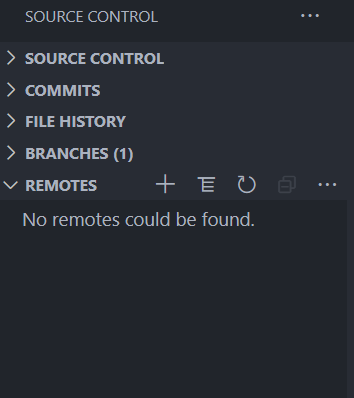 SOURCE CONTROL
SOURCE CONTROL
COMMITS
FILE HISTORY
BRANCHES (1)
REMOTES
No remotes could be found.